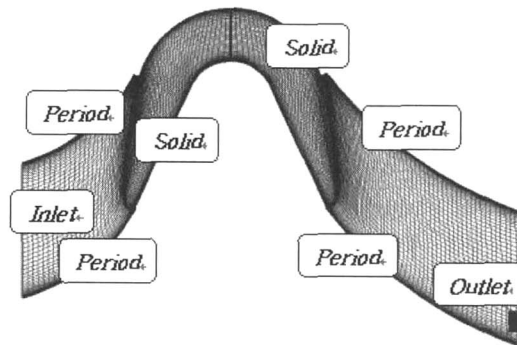 Solid
Period
Solid
Period
Inlet
Period
Period
Outlet